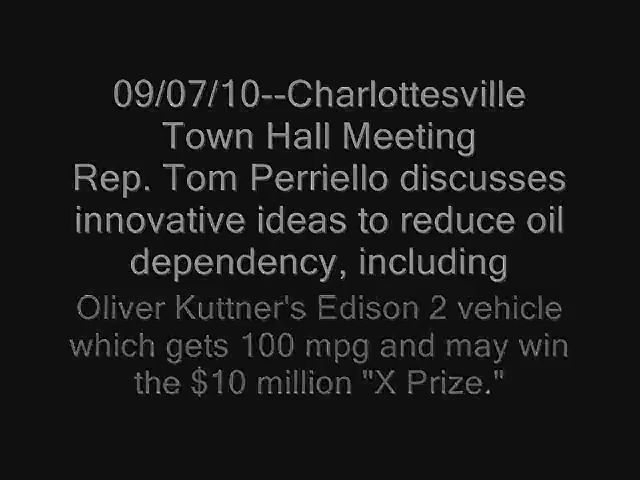 09/07/10--Charlottesville
Town Hall Meeting
Rep. Tom Perriello discusses
innovative ideas to reduce oil
dependency, including
Oliver Kuttner's Edison 2 vehicle
which gets 100 mpg and may win
the $10 million "X Prize."